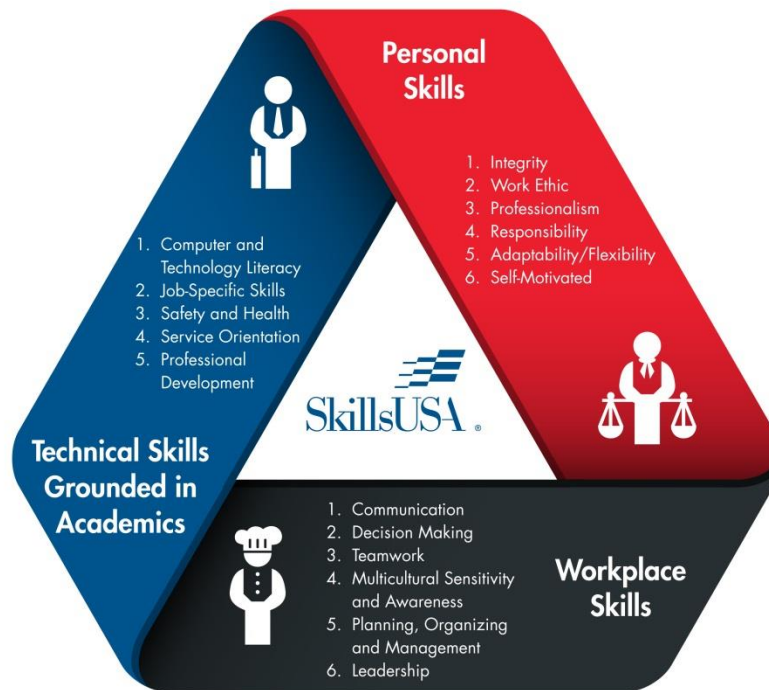 Personal
Skills
1. Integrity
2. Work Ethic
3. Professionalism
4. Responsibility
5. Adaptability/Flexibility
6. Self-Motivated
1. Computer and
Technology Literacy
2. Job-Specific Skills
3. Safety and Health
4. Service Orientation
5. Professional
Development
Technical Skills
Grounded in
Academics
SkillsUSA ®
1. Communication
2. Decision Making
3. Teamwork
4. Multicultural Sensitivity
and Awareness
5. Planning, Organizing
and Management
6. Leadership
Workplace
Skills